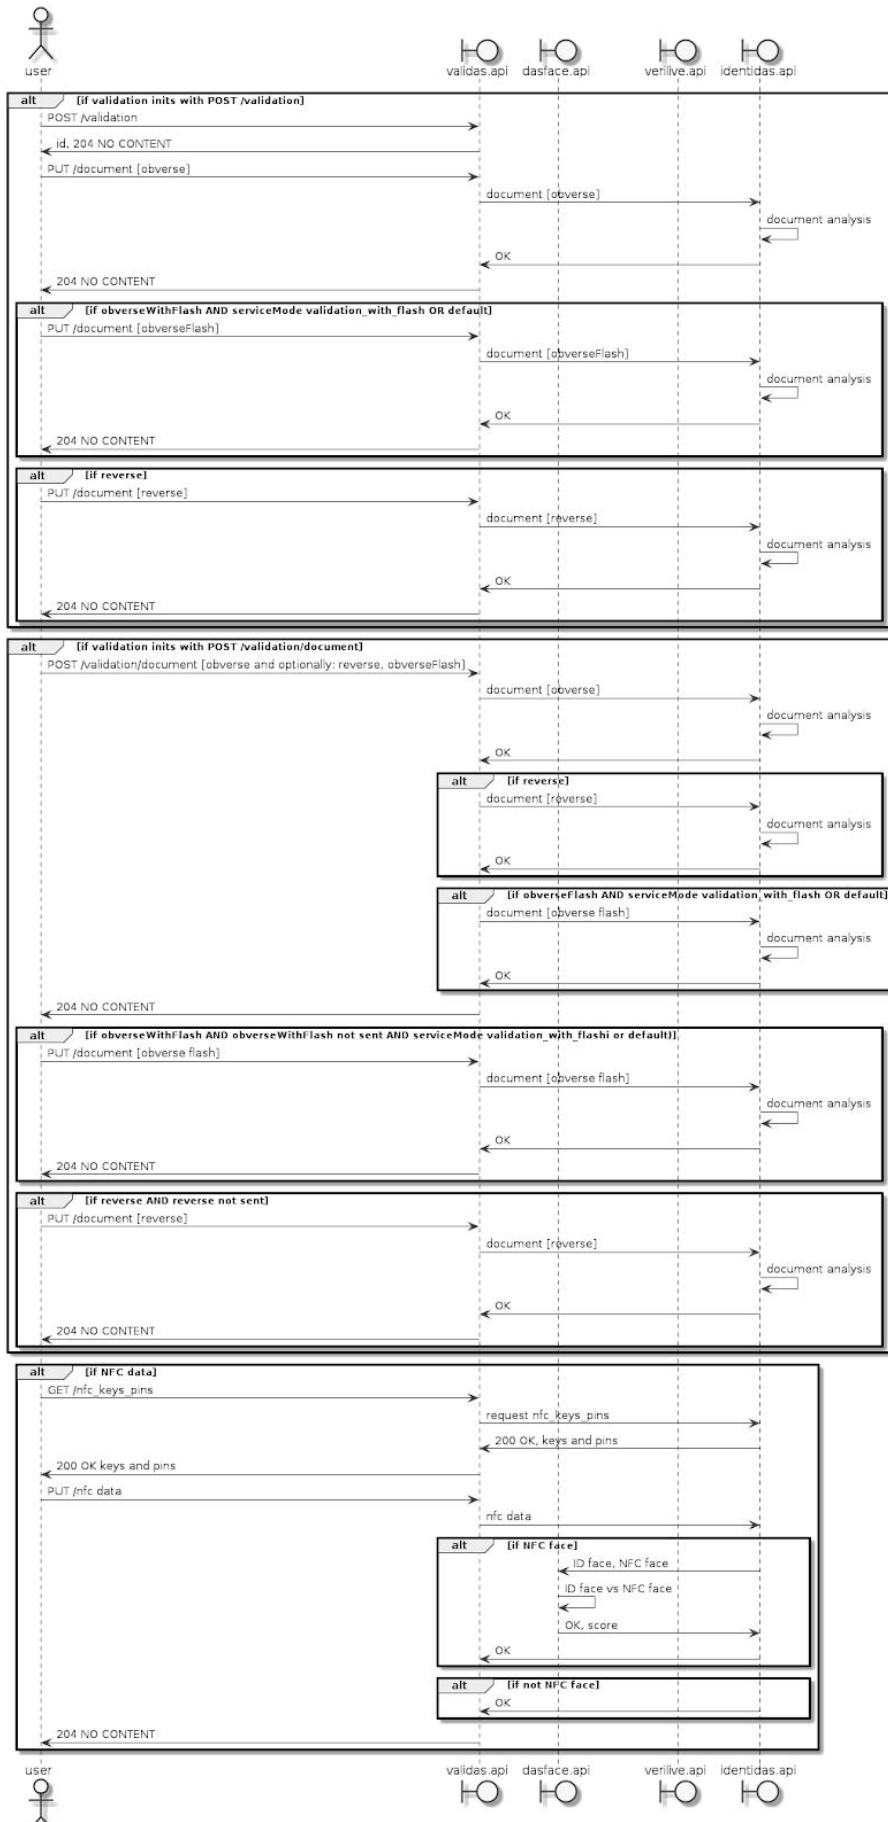 user
validas.api dasface.api verilive.api identidas.api
alt [if validation inits with POST /validation]
POST /validation
id, 204 NO CONTENT
PUT /document [obverse]
document [obverse]
document analysis
OK
204 NO CONTENT
alt [if obverseWithFlash AND serviceMode validation_with_flash OR default]
PUT /document [obverseFlash]
document [obverseFlash]
document analysis
OK
204 NO CONTENT
alt [if reverse]
PUT /document [reverse]
document [reverse]
document analysis
OK
204 NO CONTENT
alt [if validation inits with POST /validation/document]
POST /validation/document [obverse and optionally: reverse, obverseFlash]
document [obverse]
document analysis
OK
alt [if reverse]
document [reverse]
document analysis
OK
alt [if obverseFlash AND serviceMode validation_with_flash OR default]
document [obverse flash]
document analysis
OK
204 NO CONTENT
alt [if obverseWithFlash AND obverseWithFlash not sent AND serviceMode validation_with_flashi or default)]
PUT /document [obverse flash]
document [obverse flash]
document analysis
OK
204 NO CONTENT
alt [if reverse AND reverse not sent]
PUT /document [reverse]
document [reverse]
document analysis
OK
204 NO CONTENT
alt [if NFC data]
GET /nfc_keys_pins
request nfc_keys_pins
200 OK, keys and pins
200 OK keys and pins
PUT /nfc data
nfc data
alt [if NFC face]
ID face, NFC face
ID face vs NFC face
OK, score
OK
alt [if not NFC face]
OK
204 NO CONTENT
user validas.api dasface.api verilive.api identidas.api